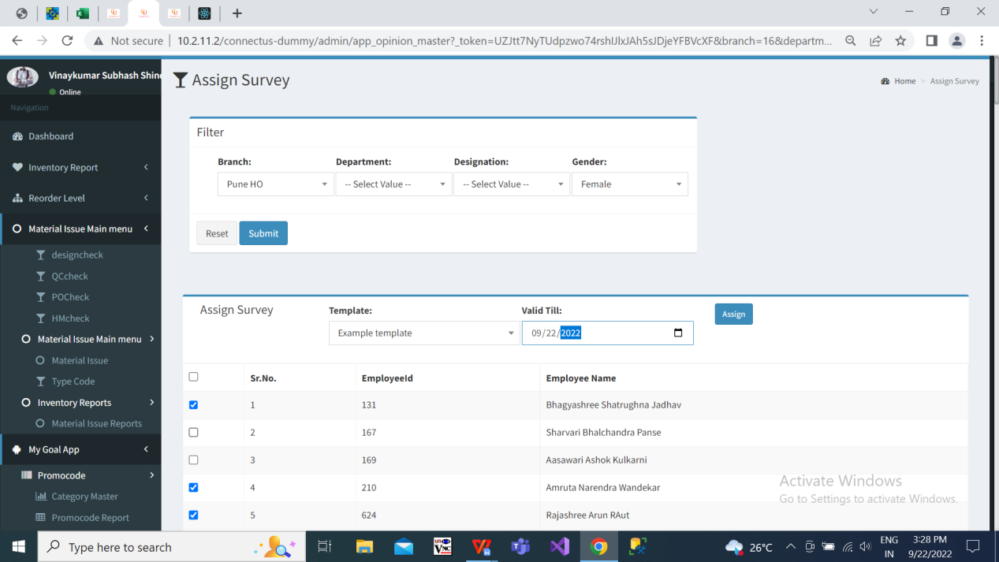 Not secure | 10.2.11.2/connectus-dummy/admin/app_opinion_master?_token=UZJtt7NyTUdpzwo74rshIJlxJAh5sJDjeYFBVcXF&branch=16&departm...
Vinaykumar Subhash Shin
Online
Navigation
Dashboard
Inventory Report
Reorder Level
Material Issue Main menu
designcheck
QCcheck
POCheck
HMcheck
Material Issue Main menu
Material Issue
Type Code
Inventory Reports
Material Issue Reports
My Goal App
Promocode
Category Master
Promocode Report
Assign Survey
Home > Assign Survey
Filter
Branch: Department: Designation: Gender:
Pune HO -- Select Value -- -- Select Value -- Female
Reset Submit
Assign Survey Template: Valid Till: Assign
Example template 09/22/2022
Sr.No. EmployeeId Employee Name
1 131 Bhagyashree Shatrughna Jadhav
2 167 Sharvari Bhalchandra Panse
3 169 Aasawari Ashok Kulkarni
4 210 Amruta Narendra Wandekar
5 624 Rajashree Arun RAut
Activate Windows
Go to Settings to activate Windows.
Type here to search
26°C
ENG
IN
3:28 PM
9/22/2022